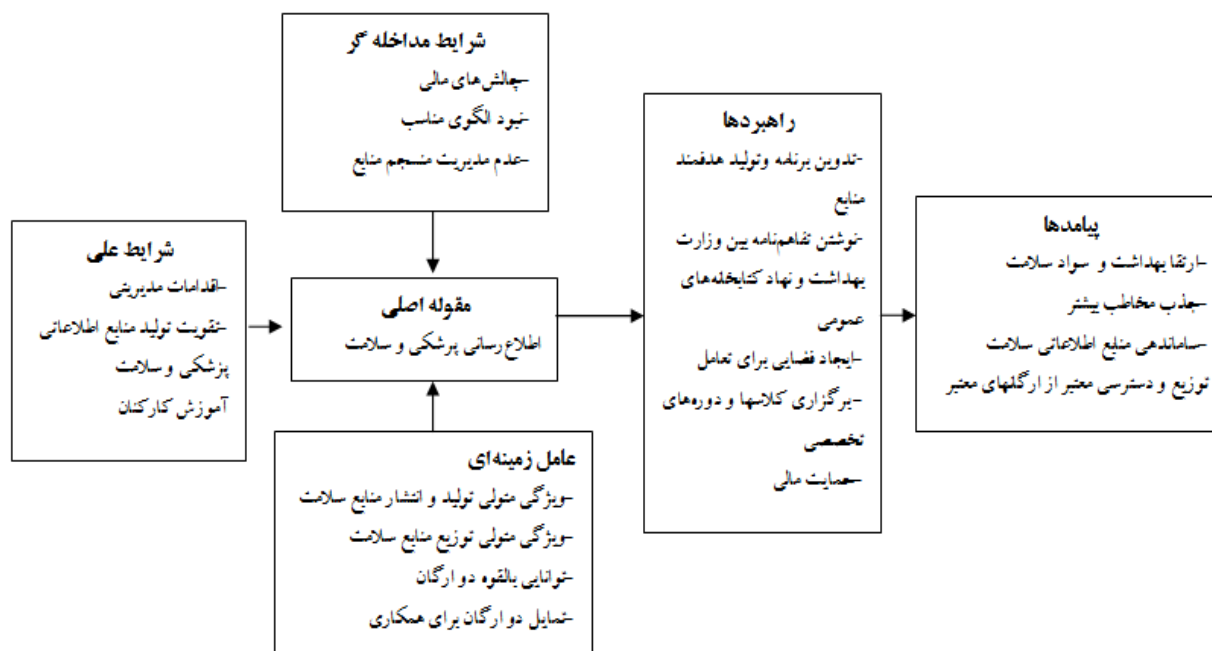 شرایط مداخله گر
-چالش‌های مالی
-نبود الگوی مناسب
-عدم مدیریت منسجم منابع
شرایط علی
-اقدامات مدیریتی
-تقویت تولید منابع اطلاعاتی
پزشکی و سلامت
آموزش کارکنان
مقوله اصلی
اطلاع‌رسانی پزشکی و سلامت
عامل زمینه‌ای
-ویژگی متولی تولید و انتشار منابع سلامت
-ویژگی متولی توزیع منابع سلامت
-توانایی بالقوه دو ارگان
-تمایل دو ارگان برای همکاری
راهبردها
-تدوین برنامه وتولید هدفمند
منابع
-نوشتن تفاهم‌نامه بین وزارت
بهداشت و نهاد کتابخله‌های
عمومی
-ایجاد فضایی برای تعامل
-برگزاری کلاسها و دوره‌های
تخصصی
-حمایت مالی
پیامدها
-ارتقا بهداشت و سواد سلامت
-جذب مخاطب بیشتر
-ساماندهی منابع اطلاعاتی سلامت
توزیع و دسترسی معتبر از ارگلهای معتبر